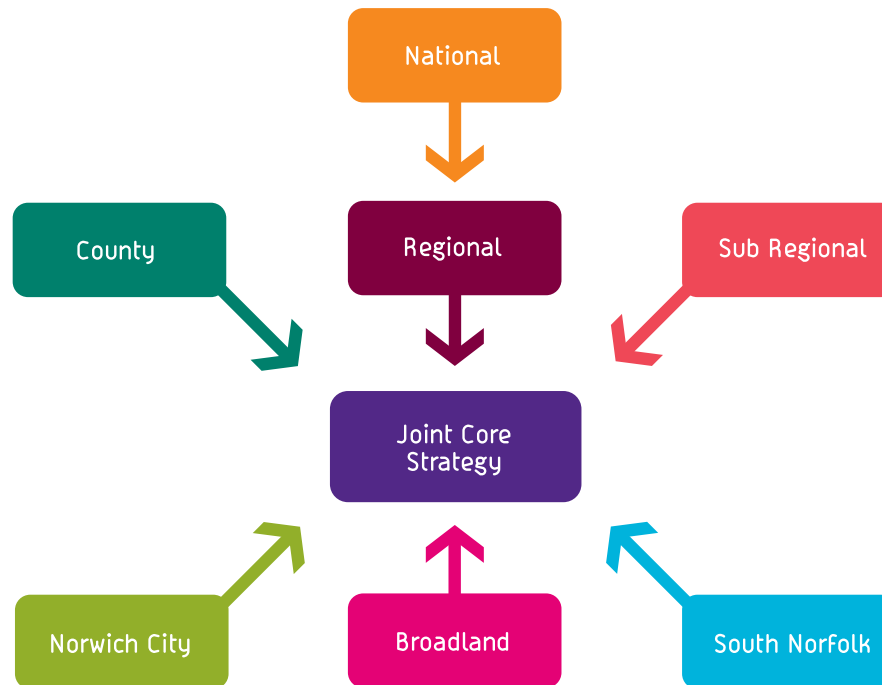 National
County
Regional
Sub Regional
Joint Core
Strategy
Norwich City
Broadland
South Norfolk